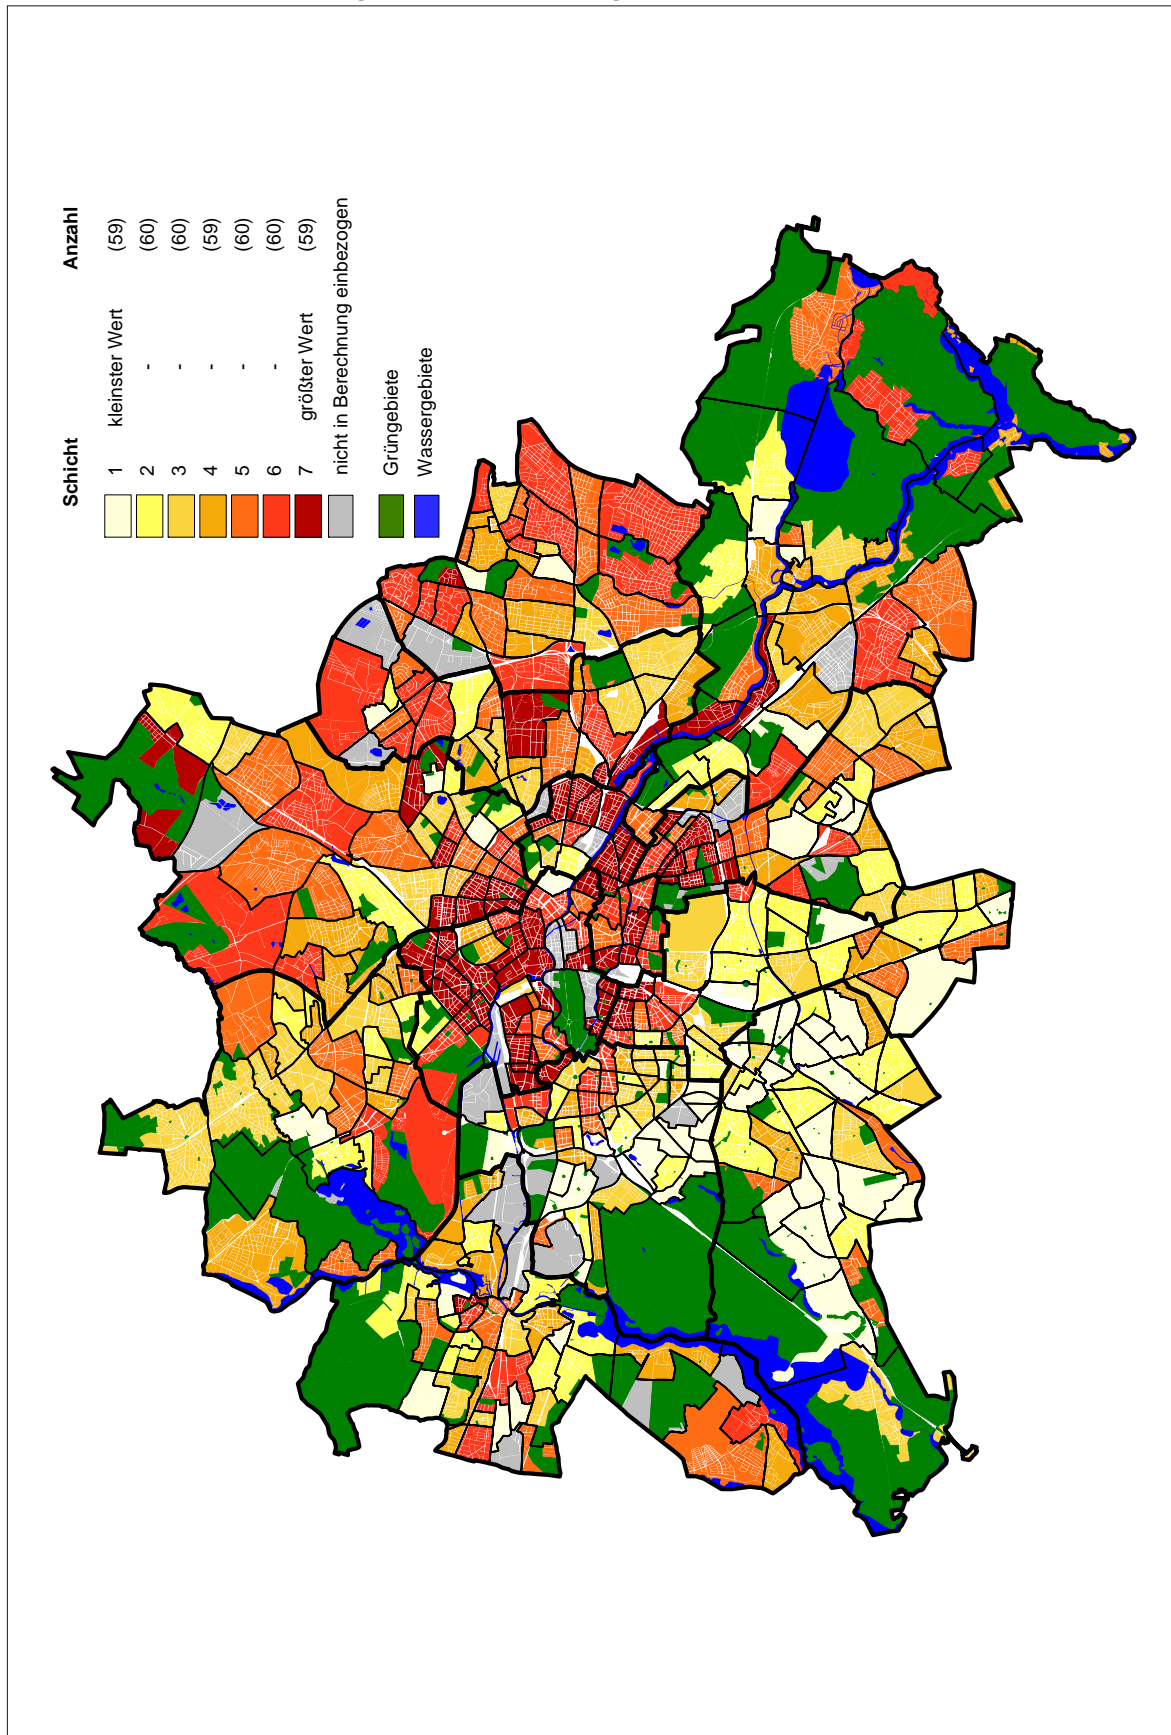 Schicht Anzahl
1 kleinster Wert (59)
2 - (60)
3 - (60)
4 - (59)
5 - (60)
6 - (60)
7 größter Wert (59)
nicht in Berechnung einbezogen
Grüngebiete
Wassergebiete